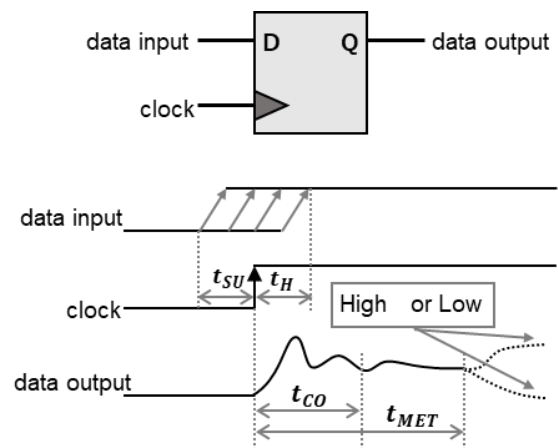 data input D Q data output
clock
data input
t_SU t_H
clock
High or Low
data output
t_CO
t_MET